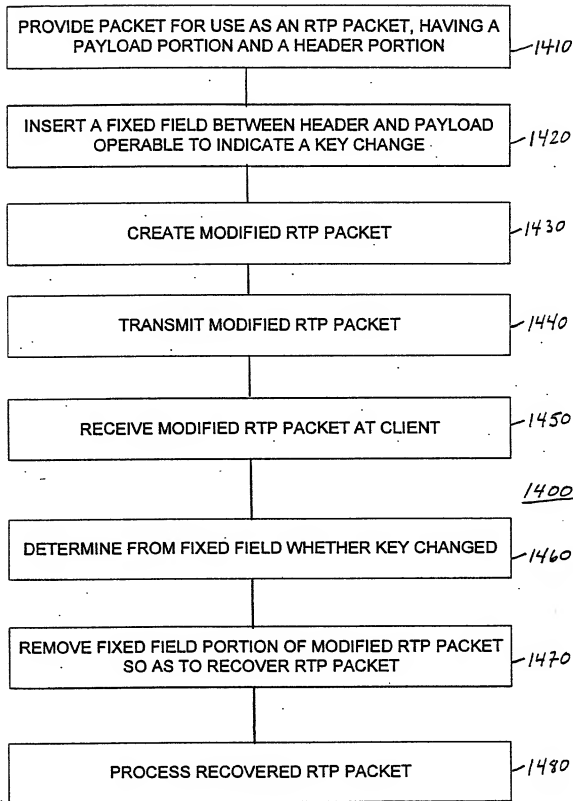 PROVIDE PACKET FOR USE AS AN RTP PACKET, HAVING A
PAYLOAD PORTION AND A HEADER PORTION
1410
INSERT A FIXED FIELD BETWEEN HEADER AND PAYLOAD
OPERABLE TO INDICATE A KEY CHANGE
1420
CREATE MODIFIED RTP PACKET
1430
TRANSMIT MODIFIED RTP PACKET
1440
RECEIVE MODIFIED RTP PACKET AT CLIENT
1450
1400
DETERMINE FROM FIXED FIELD WHETHER KEY CHANGED
1460
REMOVE FIXED FIELD PORTION OF MODIFIED RTP PACKET
SO AS TO RECOVER RTP PACKET
1470
PROCESS RECOVERED RTP PACKET
1480